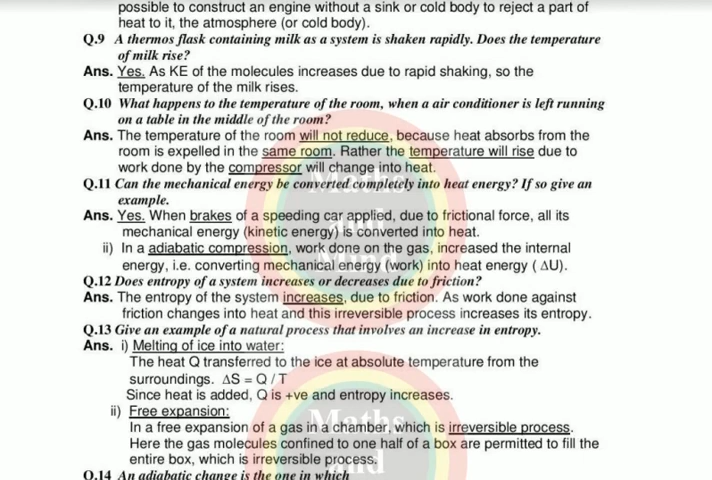 possible to construct an engine without a sink or cold body to reject a part of
heat to it, the atmosphere (or cold body).
Q.9 A thermos flask containing milk as a system is shaken rapidly. Does the temperature
of milk rise?
Ans. Yes. As KE of the molecules increases due to rapid shaking, so the
temperature of the milk rises.
Q.10 What happens to the temperature of the room, when a air conditioner is left running
on a table in the middle of the room?
Ans. The temperature of the room will not reduce, because heat absorbs from the
room is expelled in the same room. Rather the temperature will rise due to
work done by the compressor will change into heat.
Q.11 Can the mechanical energy be converted completely into heat energy? If so give an
example.
Ans. Yes. When brakes of a speeding car applied, due to frictional force, all its
mechanical energy (kinetic energy) is converted into heat.
ii) In a adiabatic compression, work done on the gas, increased the internal
energy, i.e. converting mechanical energy (work) into heat energy ( ΔU).
Q.12 Does entropy of a system increases or decreases due to friction?
Ans. The entropy of the system increases, due to friction. As work done against
friction changes into heat and this irreversible process increases its entropy.
Q.13 Give an example of a natural process that involves an increase in entropy.
Ans. i) Melting of ice into water:
The heat Q transferred to the ice at absolute temperature from the
surroundings. ΔS = Q / T
Since heat is added, Q is +ve and entropy increases.
ii) Free expansion:
In a free expansion of a gas in a chamber, which is irreversible process.
Here the gas molecules confined to one half of a box are permitted to fill the
entire box, which is irreversible process.
Q.14 An adiabatic change is the one in which
Maths
and
Mind
Maths
and